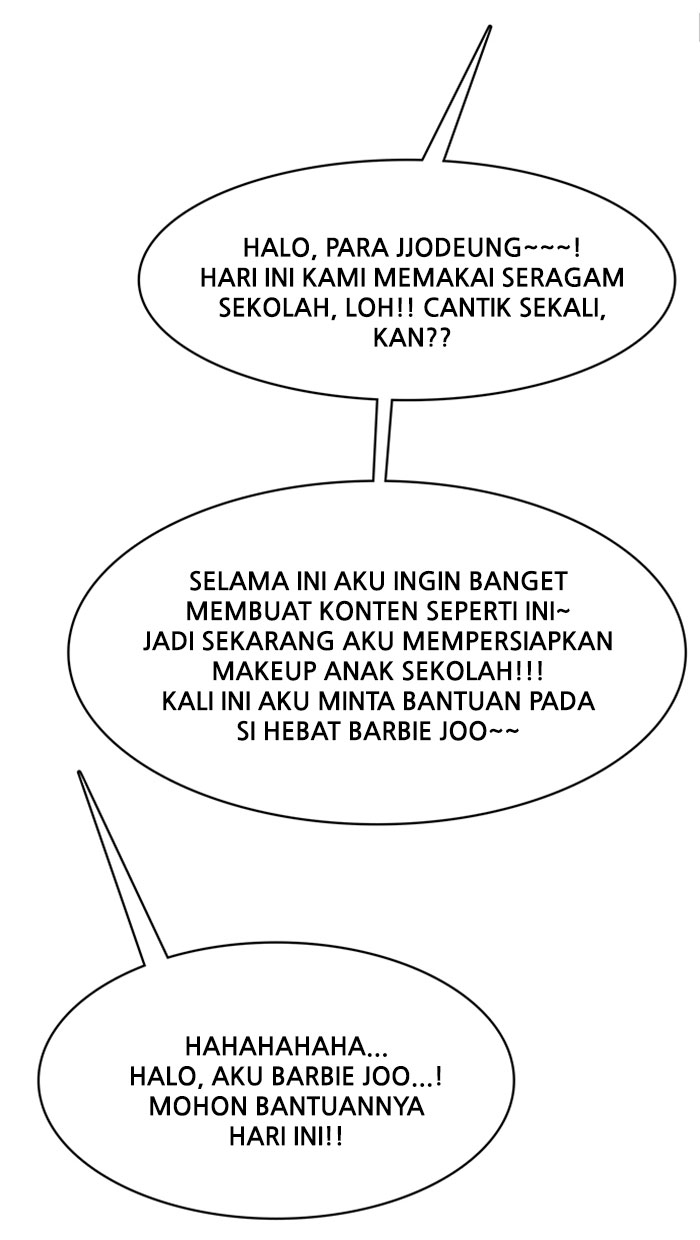 HALO, PARA JJODEUNG~~~!
HARI INI KAMI MEMAKAI SERAGAM
SEKOLAH, LOH!! CANTIK SEKALI,
KAN??
SELAMA INI AKU INGIN BANGET
MEMBUAT KONTEN SEPERTI INI~
JADI SEKARANG AKU MEMPERSIAPKAN
MAKEUP ANAK SEKOLAH!!!
KALI INI AKU MINTA BANTUAN PADA
SI HEBAT BARBIE JOO~~
HAHAHAHAHA...
HALO, AKU BARBIE JOO...!
MOHON BANTUANNYA
HARI INI!!